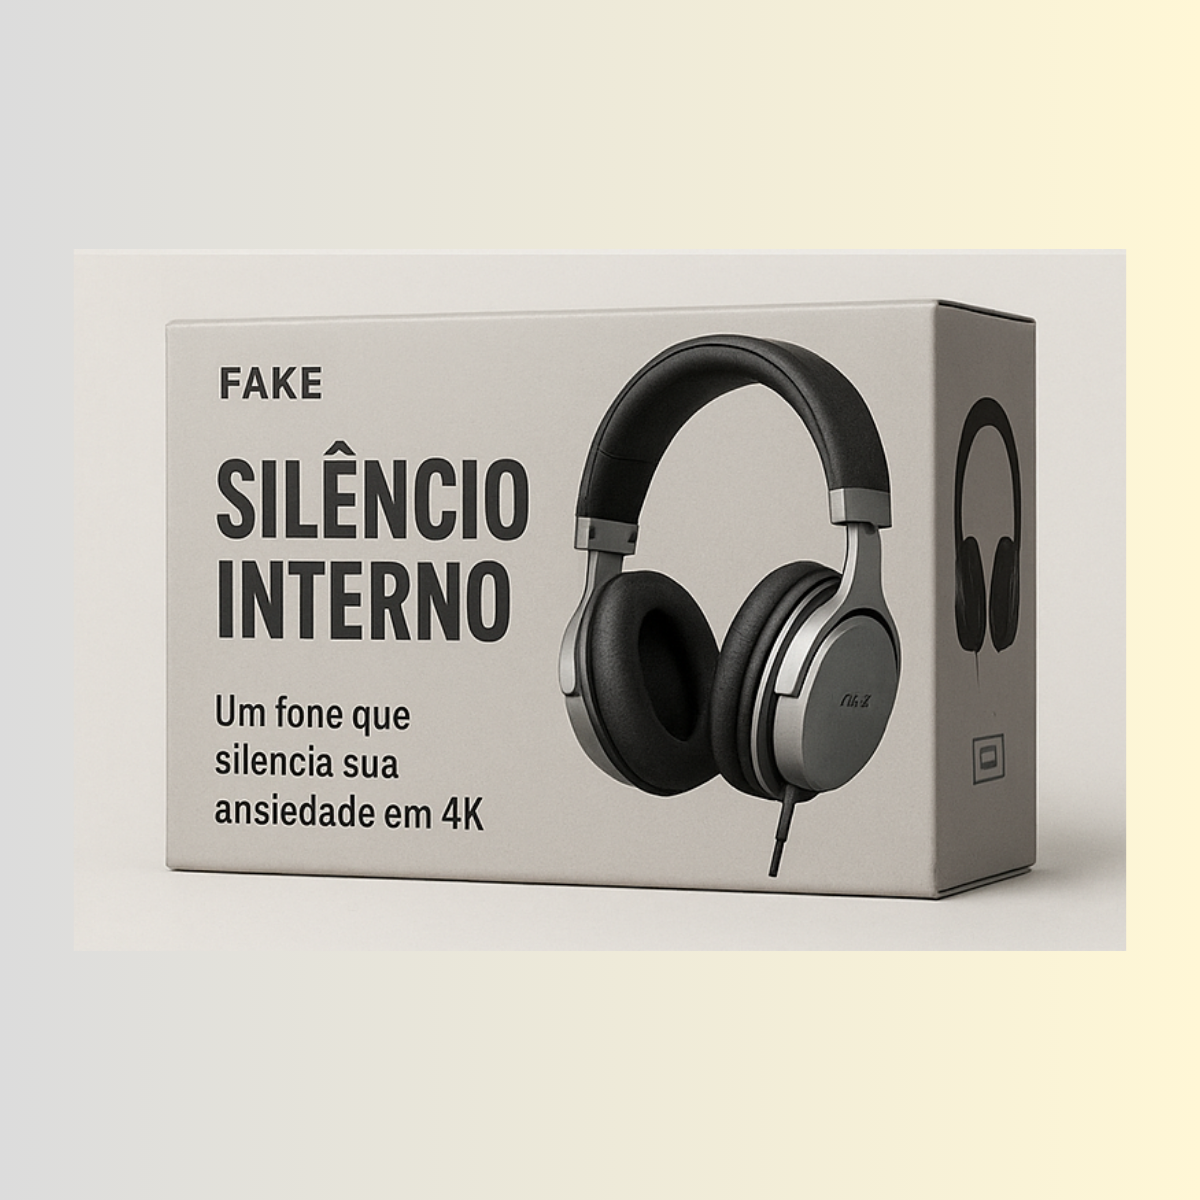 FAKE
SILÊNCIO
INTERNO
Um fone que
silencia sua
ansiedade em 4K